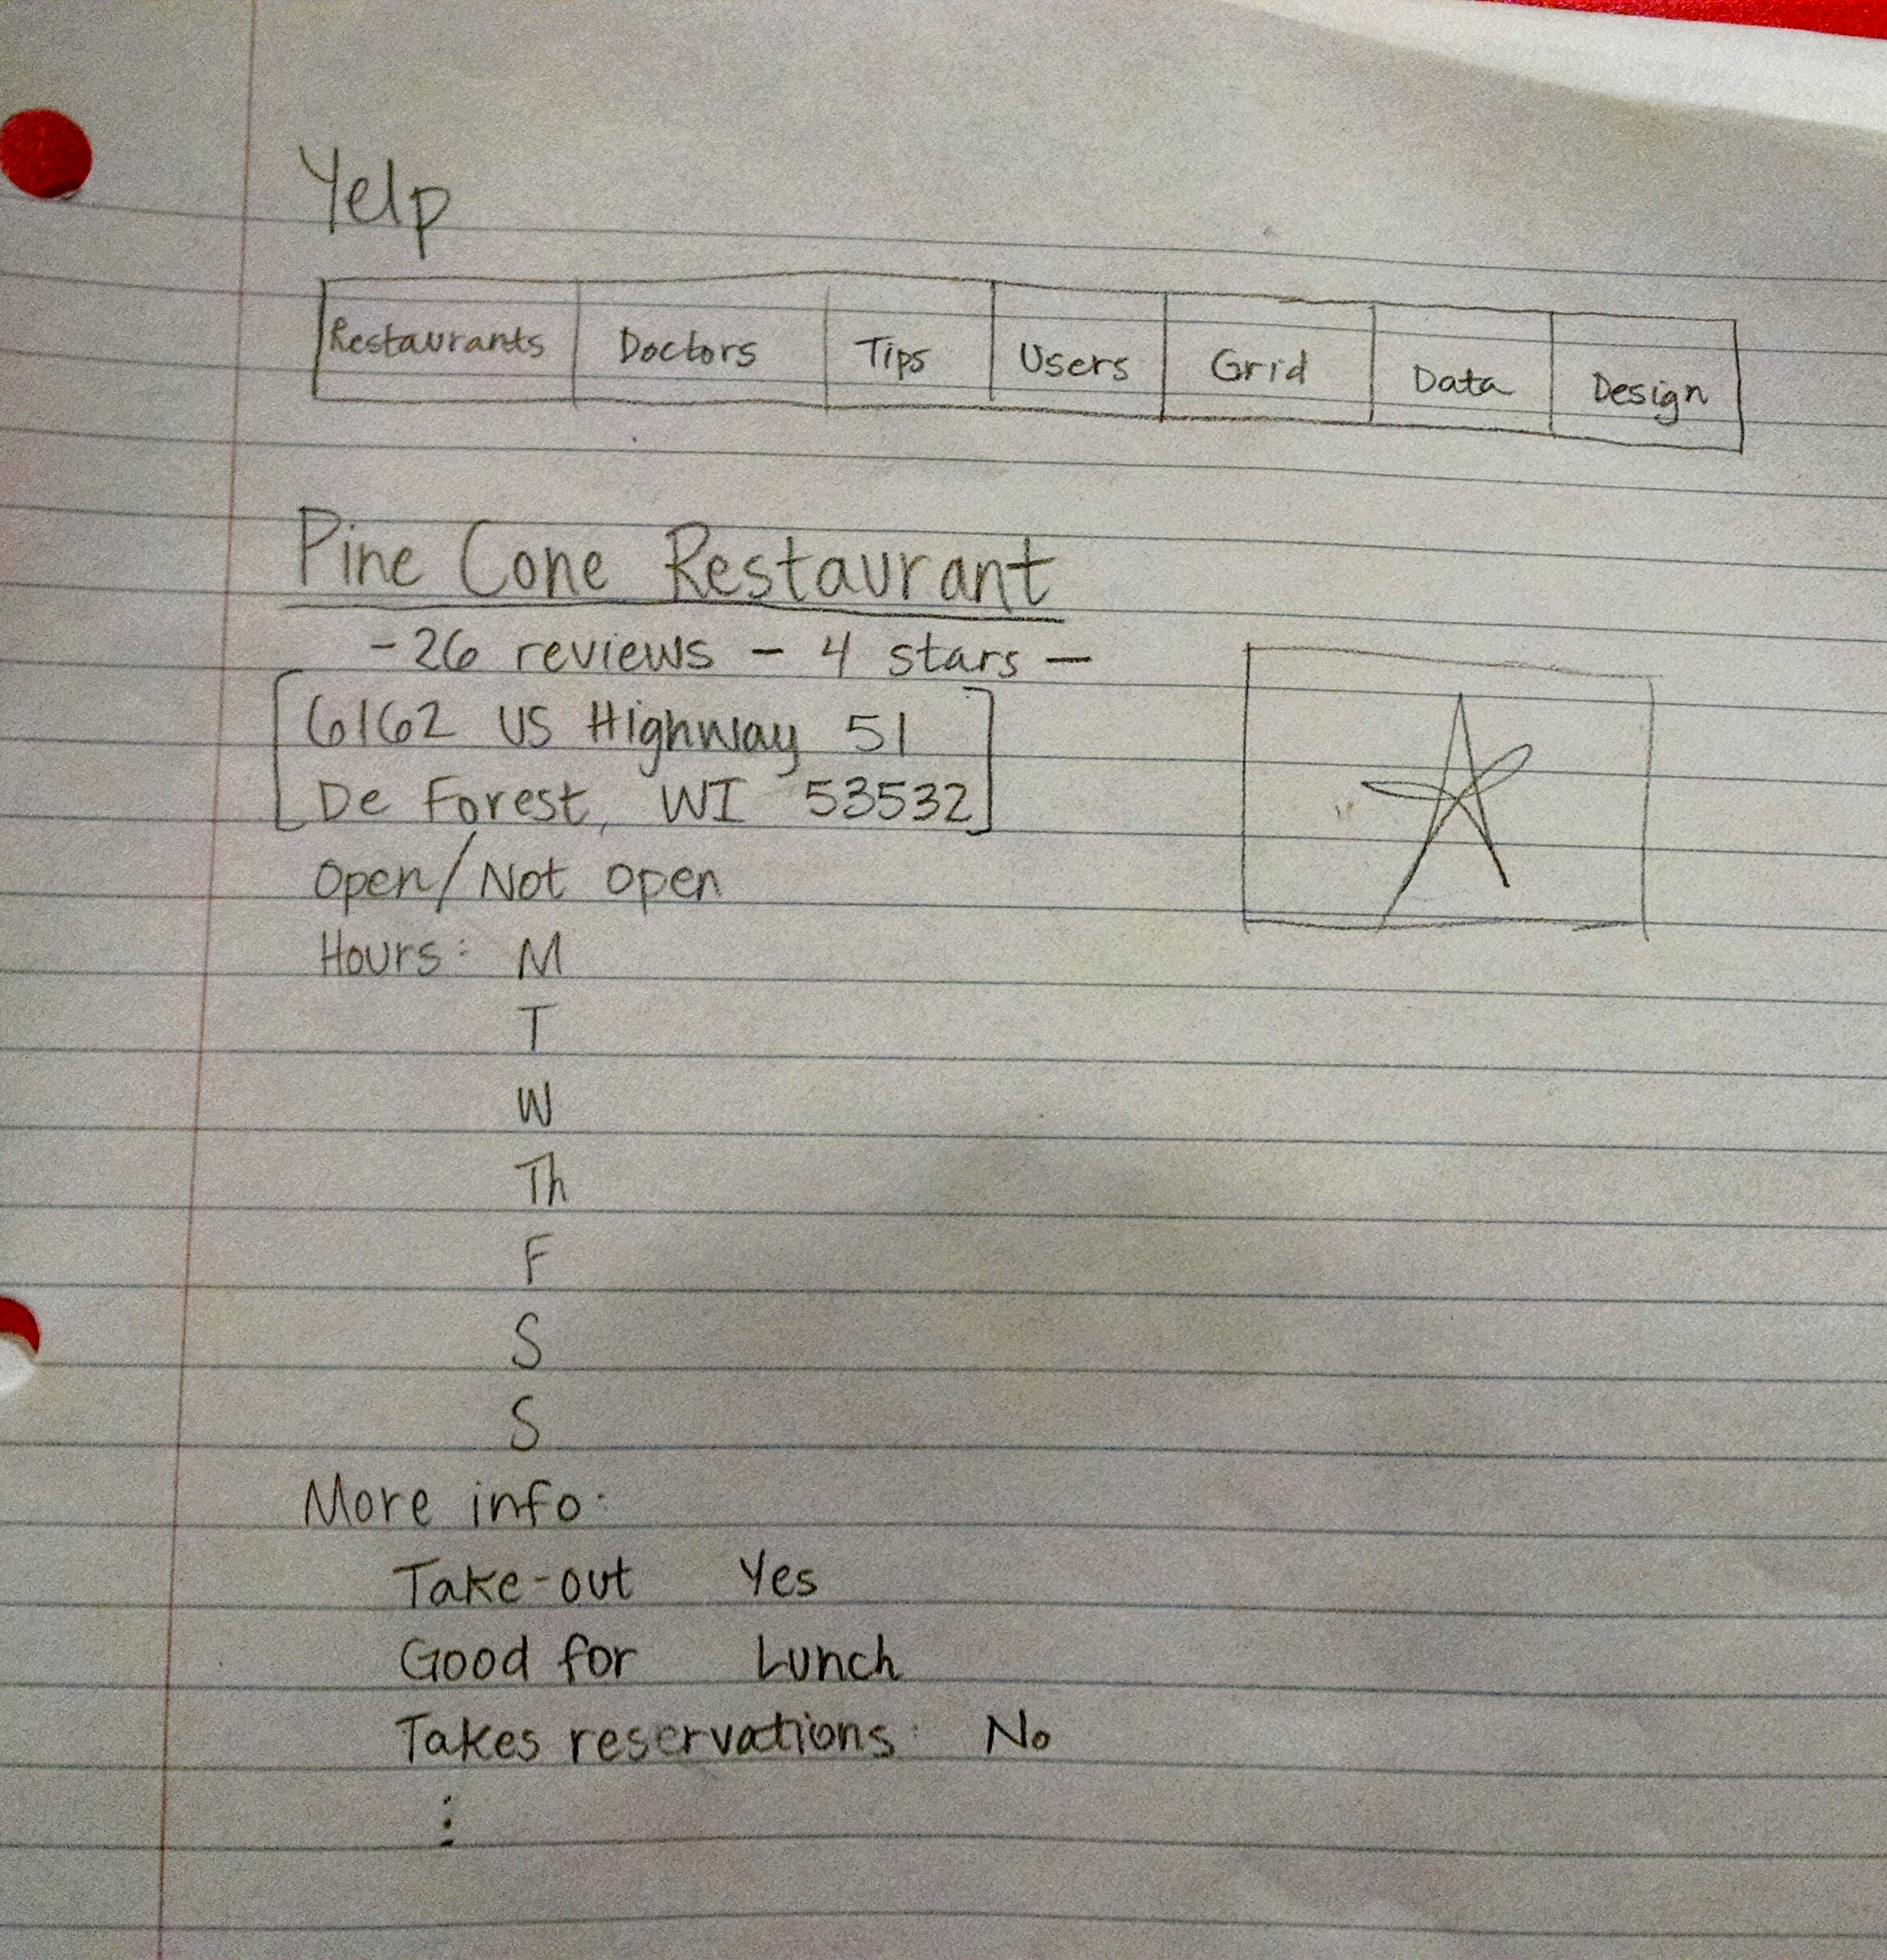 Yelp
Restaurants Doctors Tips Users Grid Data Design
Pine Cone Restaurant
- 26 reviews - 4 stars -
[6162 US Highway 51
De Forest, WI 53532]
Open/Not open
Hours: M
T
W
Th
F
S
S
More info:
Take-out Yes
Good for Lunch
Takes reservations: No
⋮